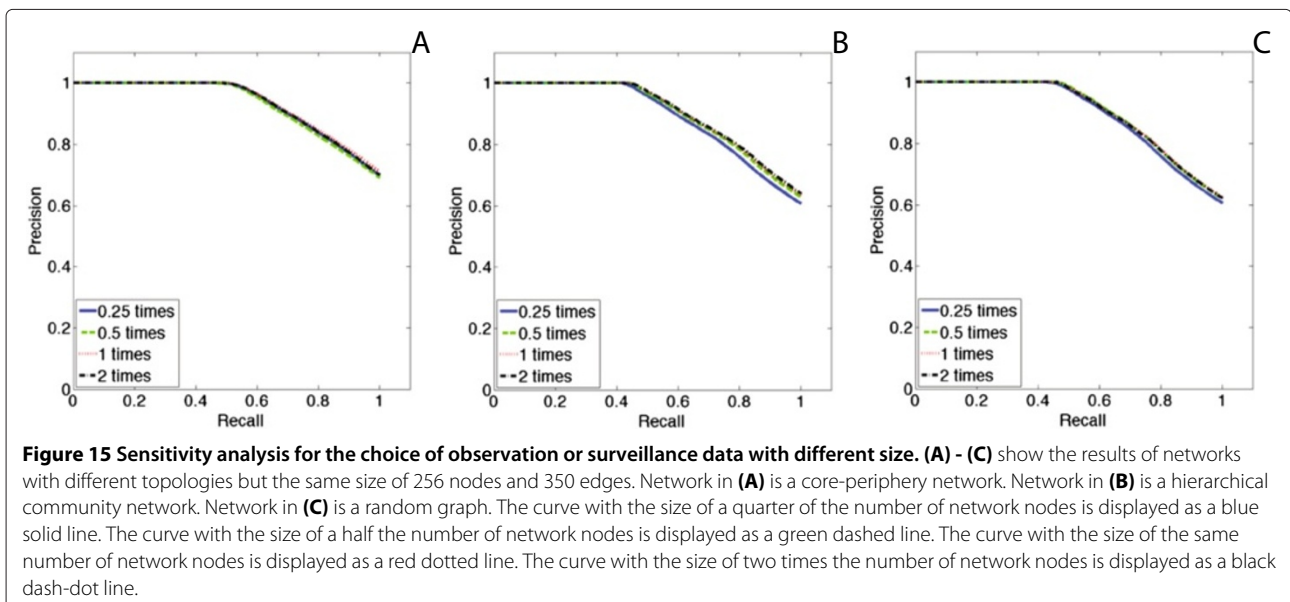 A
Precision
1
0.8
0.6
0.4
0.2
0
0.25 times
0.5 times
1 times
2 times
0 0.2 0.4 0.6 0.8 1
Recall
B
Precision
1
0.8
0.6
0.4
0.2
0
0.25 times
0.5 times
1 times
2 times
0 0.2 0.4 0.6 0.8 1
Recall
C
Precision
1
0.8
0.6
0.4
0.2
0
0.25 times
0.5 times
1 times
2 times
0 0.2 0.4 0.6 0.8 1
Recall
Figure 15 Sensitivity analysis for the choice of observation or surveillance data with different size. (A) - (C) show the results of networks
with different topologies but the same size of 256 nodes and 350 edges. Network in (A) is a core-periphery network. Network in (B) is a hierarchical
community network. Network in (C) is a random graph. The curve with the size of a quarter of the number of network nodes is displayed as a blue
solid line. The curve with the size of a half the number of network nodes is displayed as a green dashed line. The curve with the size of the same
number of network nodes is displayed as a red dotted line. The curve with the size of two times the number of network nodes is displayed as a black
dash-dot line.